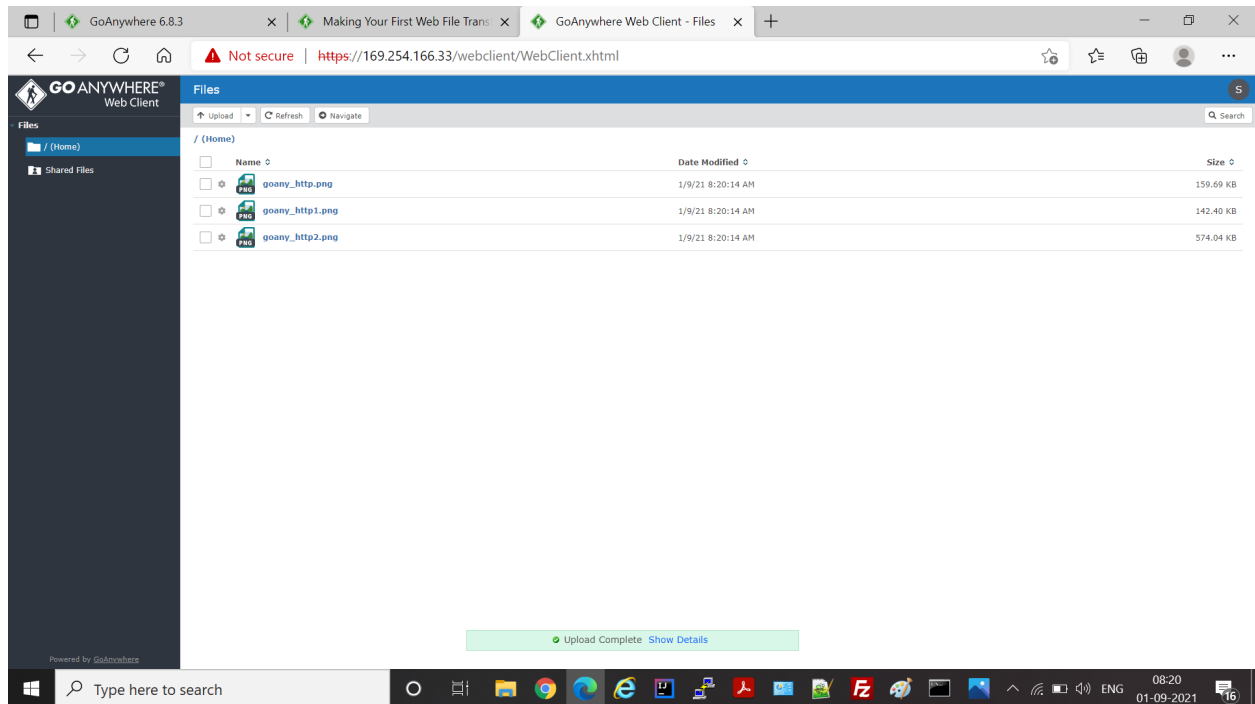 GoAnywhere 6.8.3
Making Your First Web File Trans
GoAnywhere Web Client - Files
Not secure | https://169.254.166.33/webclient/WebClient.xhtml
GO ANYWHERE®
Web Client
Files
/ (Home)
Shared Files
Powered by GoAnywhere
Files
S
Upload
Refresh
Navigate
Search
/ (Home)
Name
Date Modified
Size
PNG goany_http.png 1/9/21 8:20:14 AM 159.69 KB
PNG goany_http1.png 1/9/21 8:20:14 AM 142.40 KB
PNG goany_http2.png 1/9/21 8:20:14 AM 574.04 KB
Upload Complete Show Details
Type here to search
IJ
Fz
ENG
08:20
01-09-2021
16